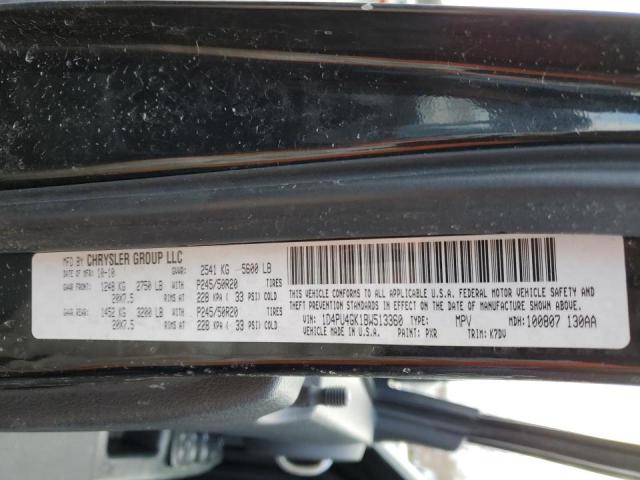 MFD BY CHRYSLER GROUP LLC
DATE OF MFR: 10-10 GVWR: 2541 KG 5600 LB
GAWR FRONT: 1248 KG 2750 LB WITH P245/50R20 TIRES
20X7.5 RIMS AT 228 KPA ( 33 PSI) COLD
GAWR REAR: 1452 KG 3200 LB WITH P245/50R20 TIRES
20X7.5 RIMS AT 228 KPA ( 33 PSI) COLD
THIS VEHICLE CONFORMS TO ALL APPLICABLE U.S.A. FEDERAL MOTOR VEHICLE SAFETY
AND THEFT PREVENTION STANDARDS IN EFFECT ON THE DATE OF MANUFACTURE SHOWN ABOVE.
VIN: 1D4PU4GK1BW513360 TYPE: MPV MDH: 100807 130AA
VEHICLE MADE IN U.S.A. PAINT: PXR TRIM: K7DV